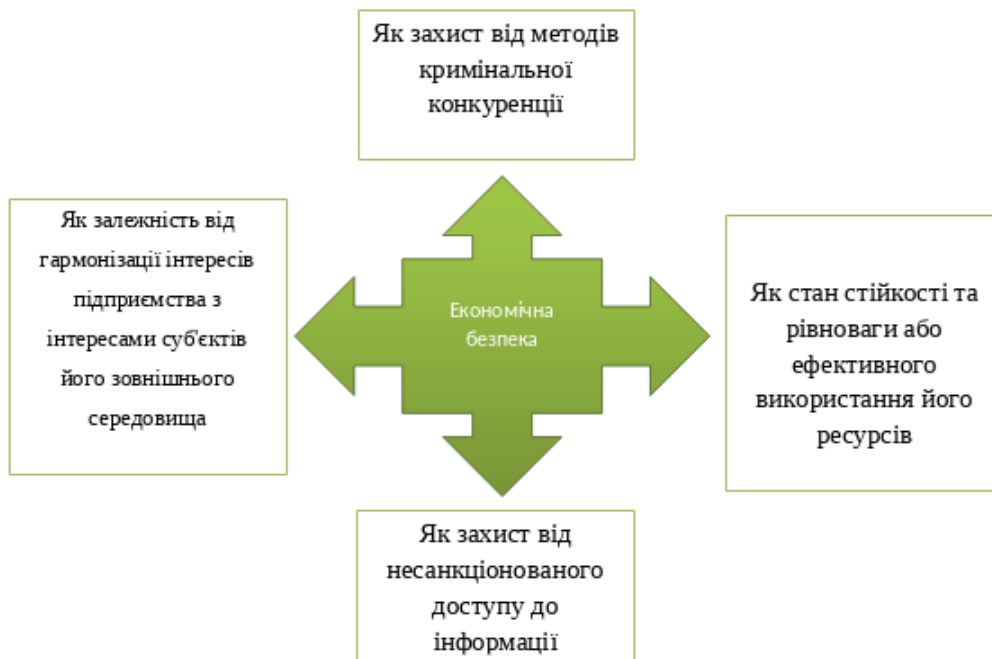 Як захист від методів
кримінальної
конкуренції
Як залежність від
гармонізації інтересів
підприємства з
інтересами суб'єктів
його зовнішнього
середовища
Економічна
безпека
Як стан стійкості та
рівноваги або
ефективного
використання його
ресурсів
Як захист від
несанкціонованого
доступу до
інформації